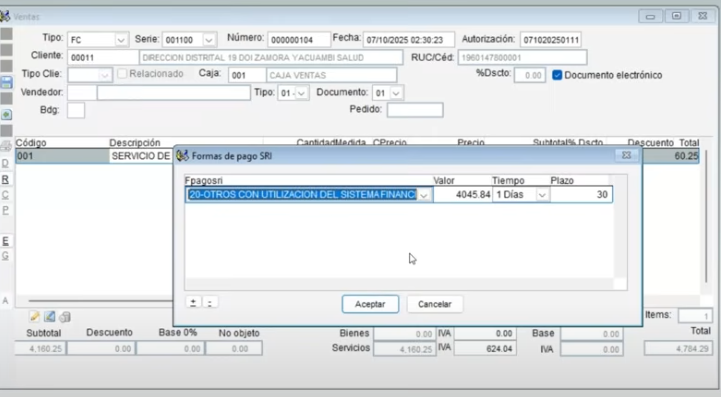 Ventas
Tipo: FC Serie: 001100 Número: 000000104 Fecha: 07/10/2025 02:30:23 Autorización: 071020250111
Cliente: 00011 DIRECCION DISTRITAL 19 D01 ZAMORA YACUAMBI SALUD RUC/Céd: 1960147800001
Tipo Clie: Relacionado Caja: 001 CAJA VENTAS %Dscto: 0.00 Documento electrónico
Vendedor: Tipo: 01- Documento: 01
Bdg: Pedido:
Código Descripción CantidadMedida CPrecio Precio Subtotal% Dscto Descuento Total
001 SERVICIO DE 60.25
Formas de pago SRI
Fpagosri Valor Tiempo Plazo
20-OTROS CON UTILIZACION DEL SISTEMA FINANCI 4045.84 1 Días 30
D
R
C
P
E
G
A
+ -
Aceptar Cancelar
Items: 1
Subtotal Descuento Base 0% No objeto Bienes 0.00 IVA 0.00 Base 0.00 Total
4,160.25 0.00 0.00 0.00 Servicios 4,160.25 IVA 624.04 IVA 0.00 4,784.29